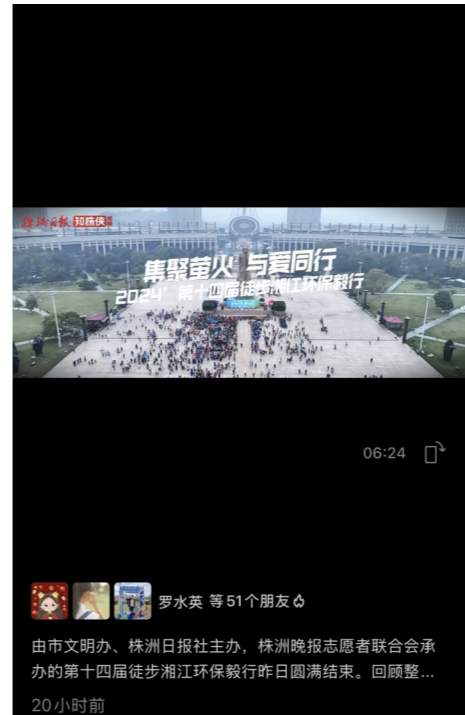 株洲日报 知株侠
集聚萤火 与爱同行
2024' 第十四届徒步湘江环保毅行
06:24
罗水英 等51个朋友
由市文明办、株洲日报社主办，株洲晚报志愿者联合会承
办的第十四届徒步湘江环保毅行昨日圆满结束。回顾整...
20小时前